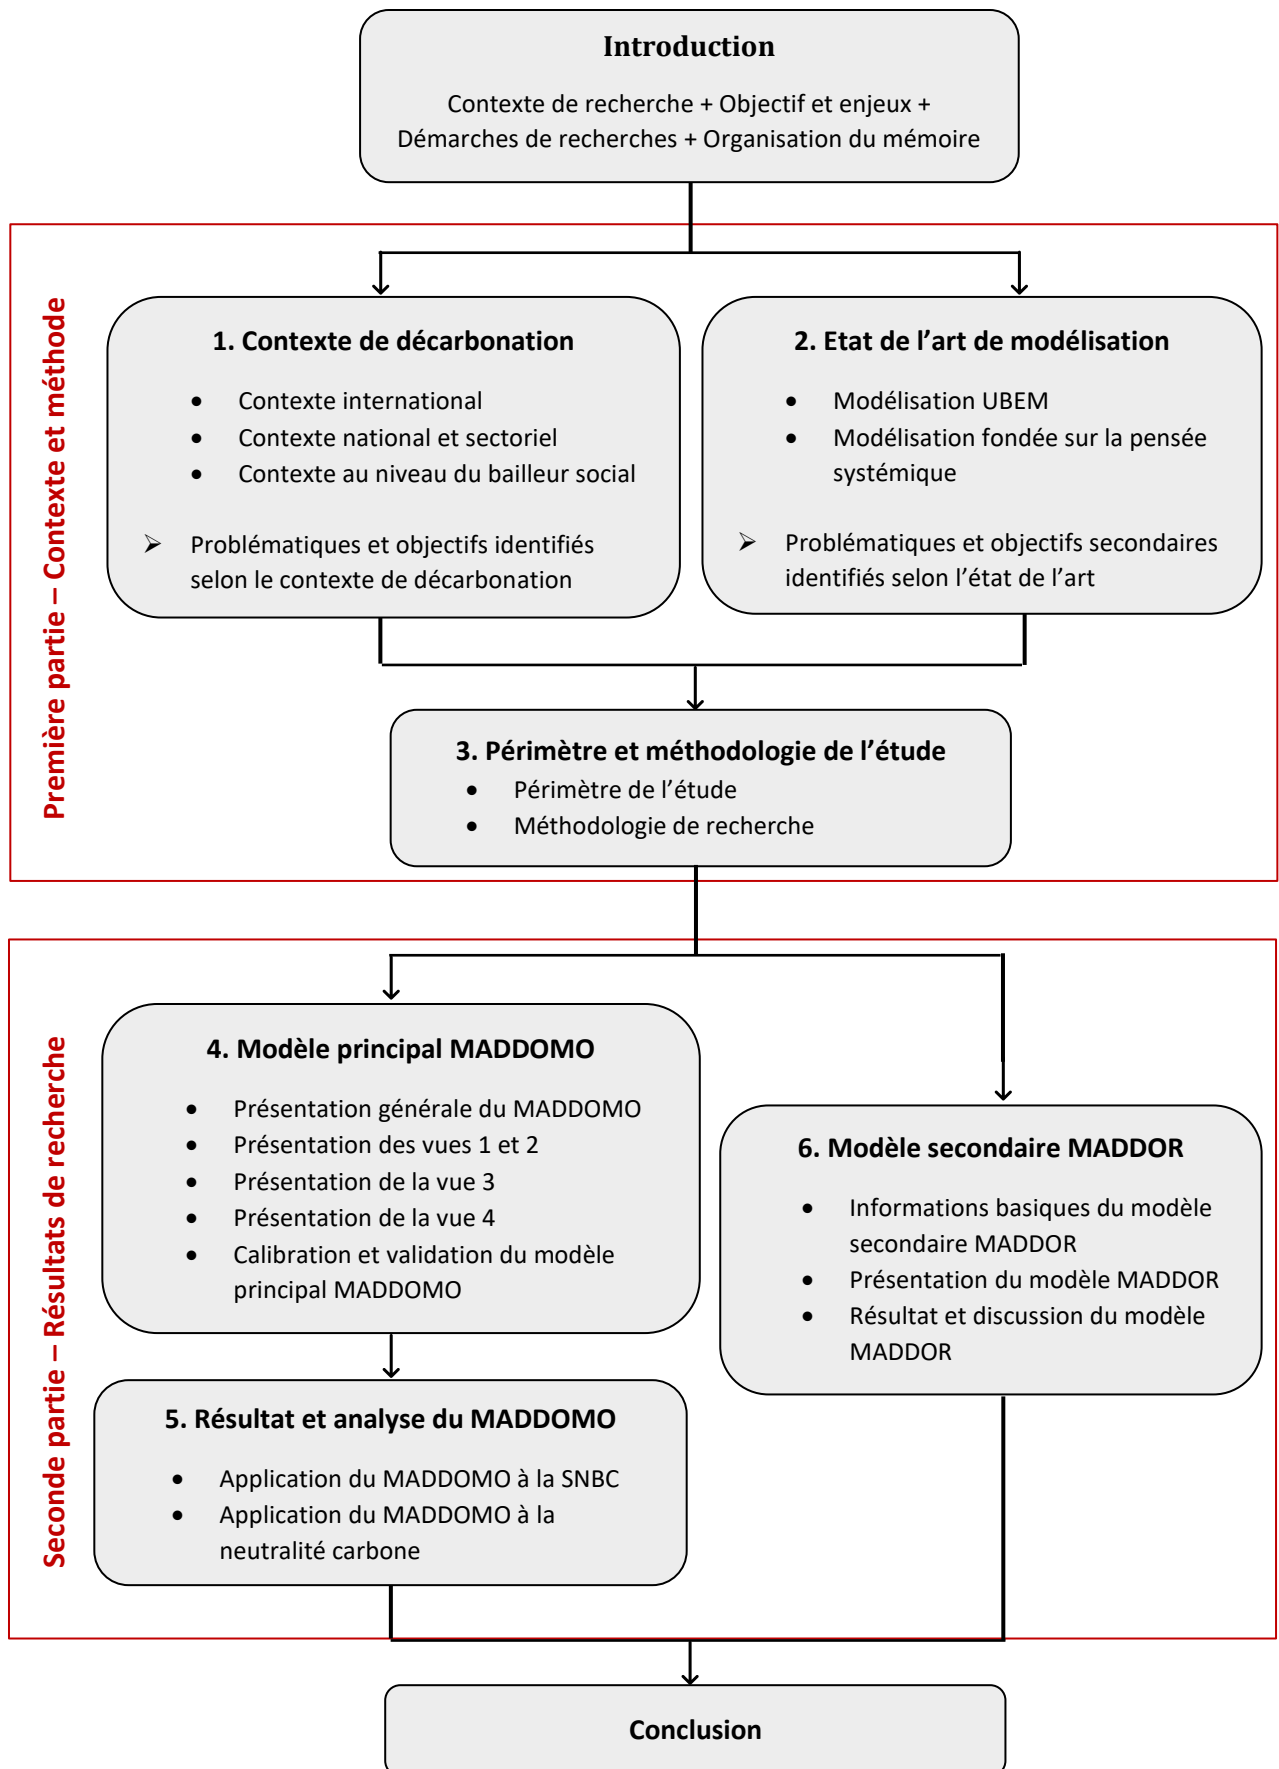 Introduction
Contexte de recherche + Objectif et enjeux +
Démarches de recherches + Organisation du mémoire
Première partie – Contexte et méthode
1. Contexte de décarbonation
• Contexte international
• Contexte national et sectoriel
• Contexte au niveau du bailleur social
➢ Problématiques et objectifs identifiés
selon le contexte de décarbonation
2. Etat de l’art de modélisation
• Modélisation UBEM
• Modélisation fondée sur la pensée
systémique
➢ Problématiques et objectifs secondaires
identifiés selon l’état de l’art
3. Périmètre et méthodologie de l’étude
• Périmètre de l’étude
• Méthodologie de recherche
Seconde partie – Résultats de recherche
4. Modèle principal MADDOMO
• Présentation générale du MADDOMO
• Présentation des vues 1 et 2
• Présentation de la vue 3
• Présentation de la vue 4
• Calibration et validation du modèle
principal MADDOMO
5. Résultat et analyse du MADDOMO
• Application du MADDOMO à la SNBC
• Application du MADDOMO à la
neutralité carbone
6. Modèle secondaire MADDOR
• Informations basiques du modèle
secondaire MADDOR
• Présentation du modèle MADDOR
• Résultat et discussion du modèle
MADDOR
Conclusion